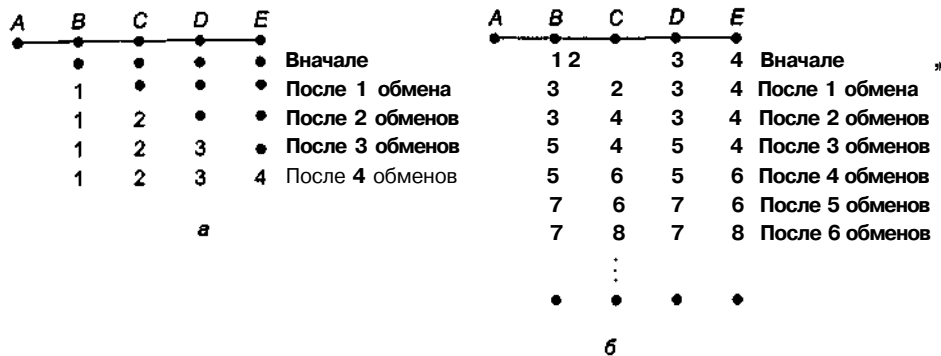 A B C D E
• • • • Вначале
1 • • • После 1 обмена
1 2 • • После 2 обменов
1 2 3 • После 3 обменов
1 2 3 4 После 4 обменов
а
A B C D E
1 2 3 4 Вначале „
3 2 3 4 После 1 обмена
3 4 3 4 После 2 обменов
5 4 5 4 После 3 обменов
5 6 5 6 После 4 обменов
7 6 7 6 После 5 обменов
7 8 7 8 После 6 обменов
⋮
• • • •
б